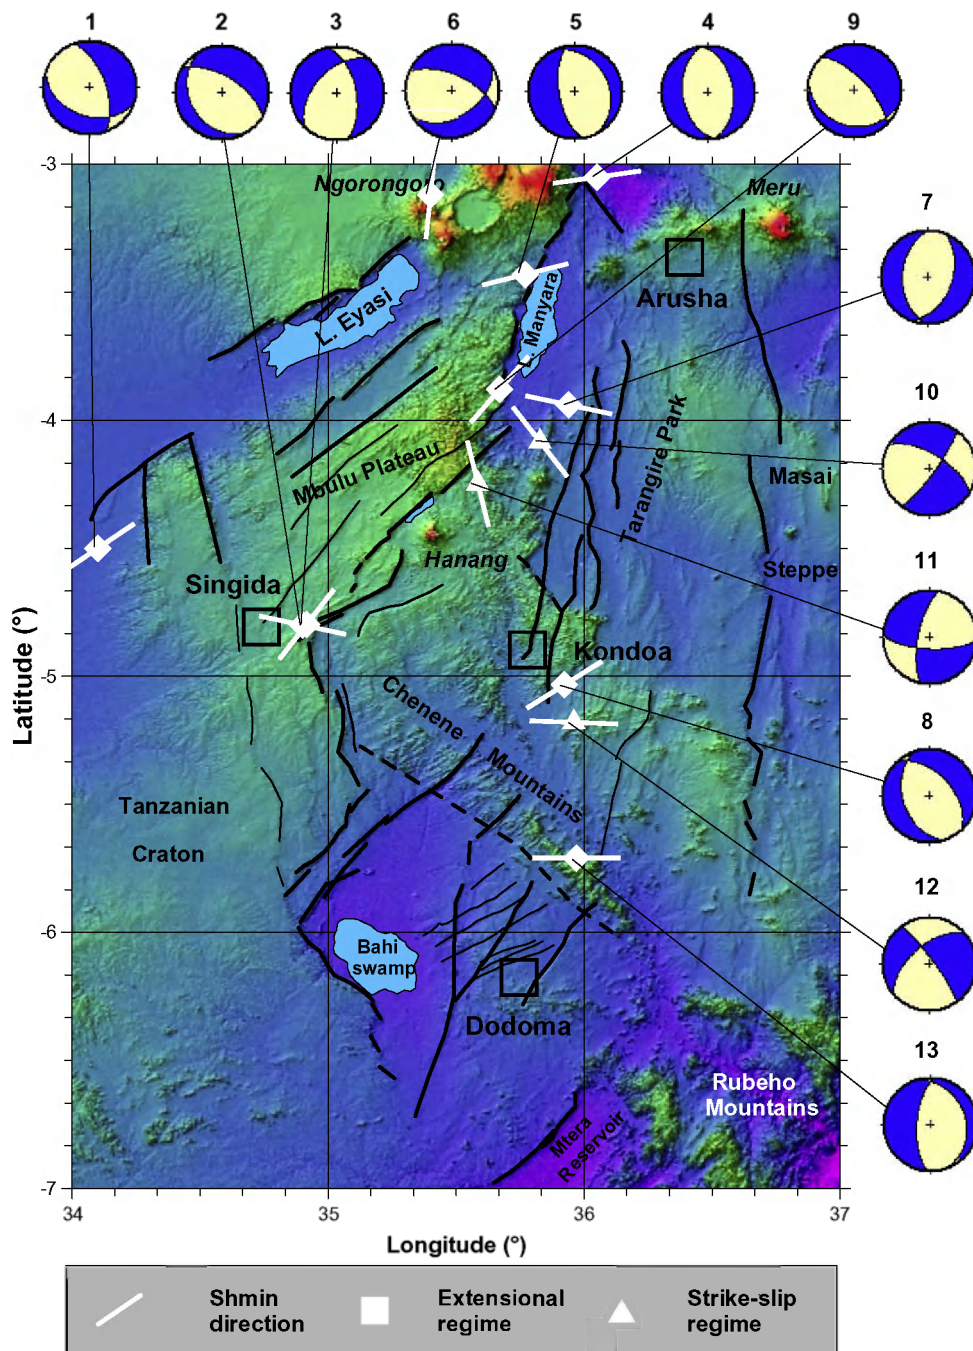 1
2
3
6
5
4
9
-3
Ngorongoro
Meru
7
Arusha
L. Eyasi
L. Manyara
-4
10
Mbulu Plateau
Tarangire Park
Masai
Hanang
11
Singida
Steppe
Kondoa
-5
Latitude (°)
Chenene Mountains
8
Tanzanian
Craton
12
-6
Bahi
swamp
Dodoma
13
Rubeho
Mountains
Mtera
Reservoir
-7
34
35
36
37
Longitude (°)
Shmin
direction
Extensional
regime
Strike-slip
regime